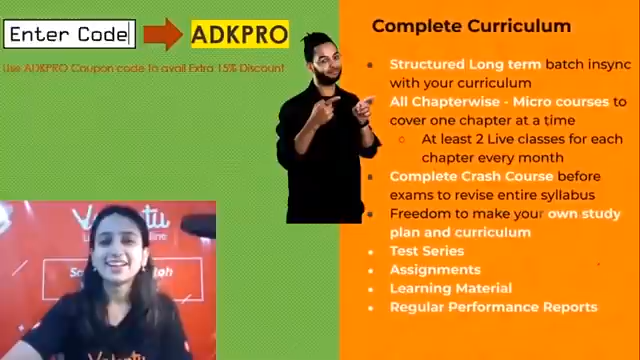 Enter Code
ADKPRO
Use ADKPRO Coupon code to avail Extra 15% Discount
Complete Curriculum
Structured Long term batch insync
with your curriculum
All Chapterwise - Micro courses to
cover one chapter at a time
At least 2 Live classes for each
chapter every month
Complete Crash Course before
exams to revise entire syllabus
Freedom to make your own study
plan and curriculum
Test Series
Assignments
Learning Material
Regular Performance Reports